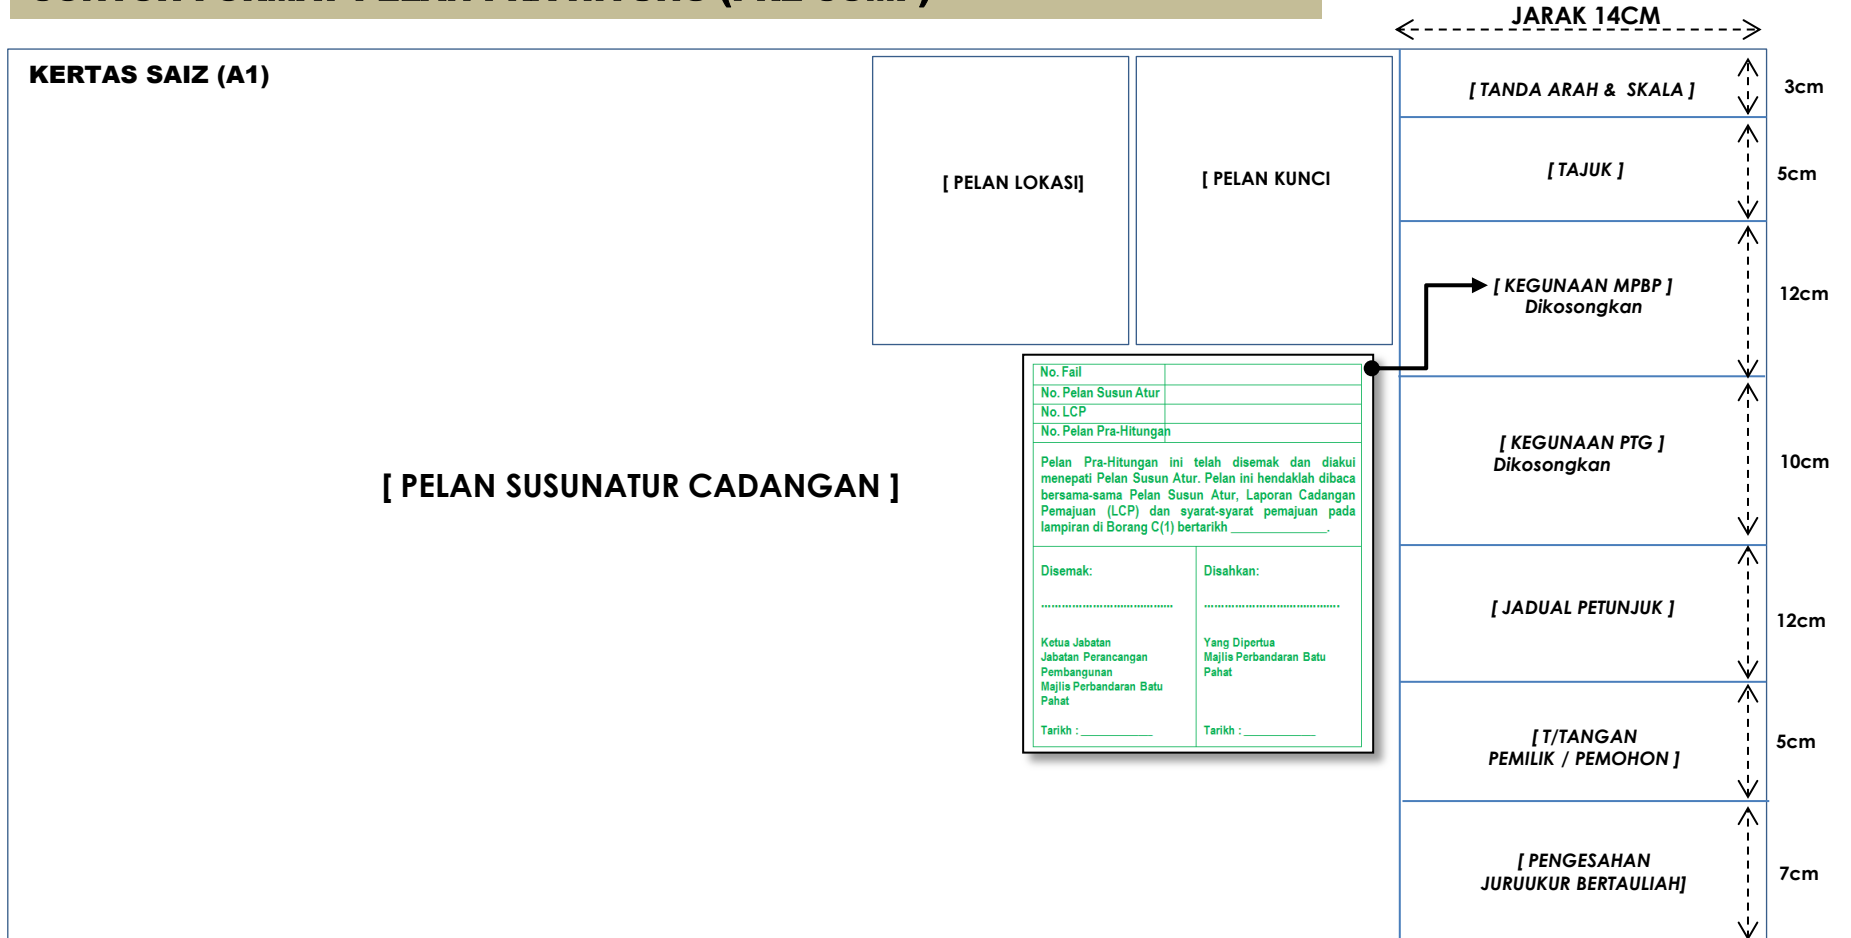 JARAK 14CM
KERTAS SAIZ (A1)
[ PELAN LOKASI]
[ PELAN KUNCI
[ TANDA ARAH & SKALA ]
3cm
[ TAJUK ]
5cm
[ KEGUNAAN MPBP ]
Dikosongkan
12cm
[ KEGUNAAN PTG ]
Dikosongkan
10cm
[ JADUAL PETUNJUK ]
12cm
[ T/TANGAN
PEMILIK / PEMOHON ]
5cm
[ PENGESAHAN
JURUUKUR BERTAULIAH]
7cm
[ PELAN SUSUNATUR CADANGAN ]
No. Fail
No. Pelan Susun Atur
No. LCP
No. Pelan Pra-Hitungan
Pelan Pra-Hitungan ini telah disemak dan diakui
menepati Pelan Susun Atur. Pelan ini hendaklah dibaca
bersama-sama Pelan Susun Atur, Laporan Cadangan
Pemajuan (LCP) dan syarat-syarat pemajuan pada
lampiran di Borang C(1) bertarikh ________________.
Disemak:
......................................
Ketua Jabatan
Jabatan Perancangan
Pembangunan
Majlis Perbandaran Batu
Pahat
Tarikh : ____________
Disahkan:
.......................................
Yang Dipertua
Majlis Perbandaran Batu
Pahat
Tarikh : ____________